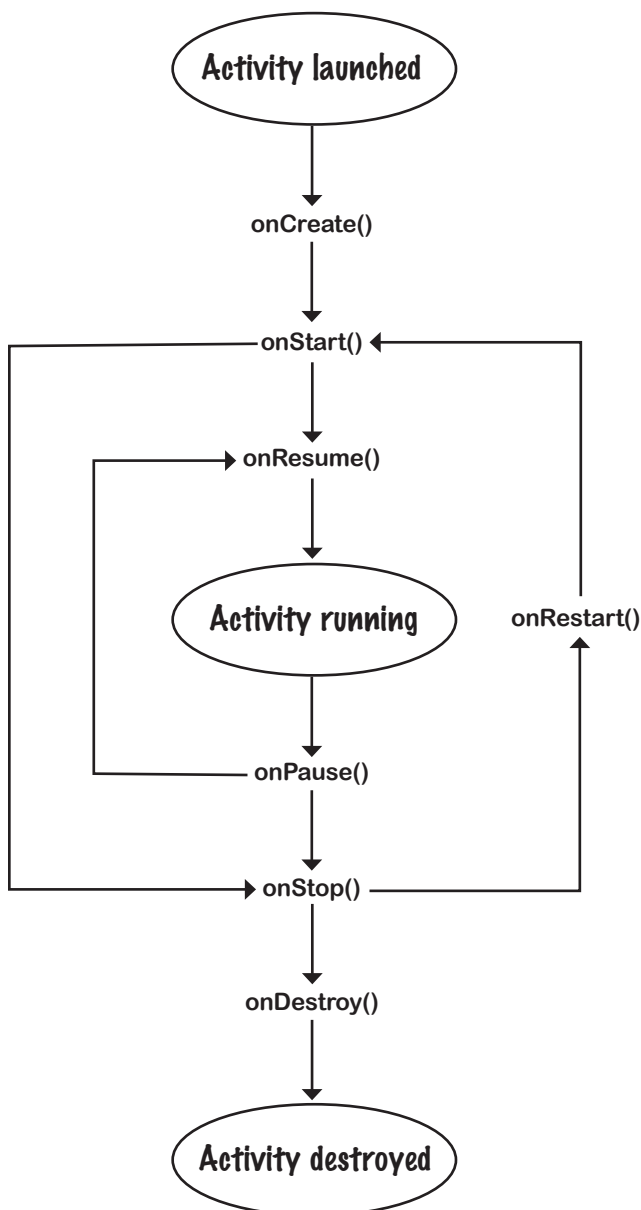 Activity launched
onCreate()
onStart()
onResume()
Activity running
onRestart()
onPause()
onStop()
onDestroy()
Activity destroyed